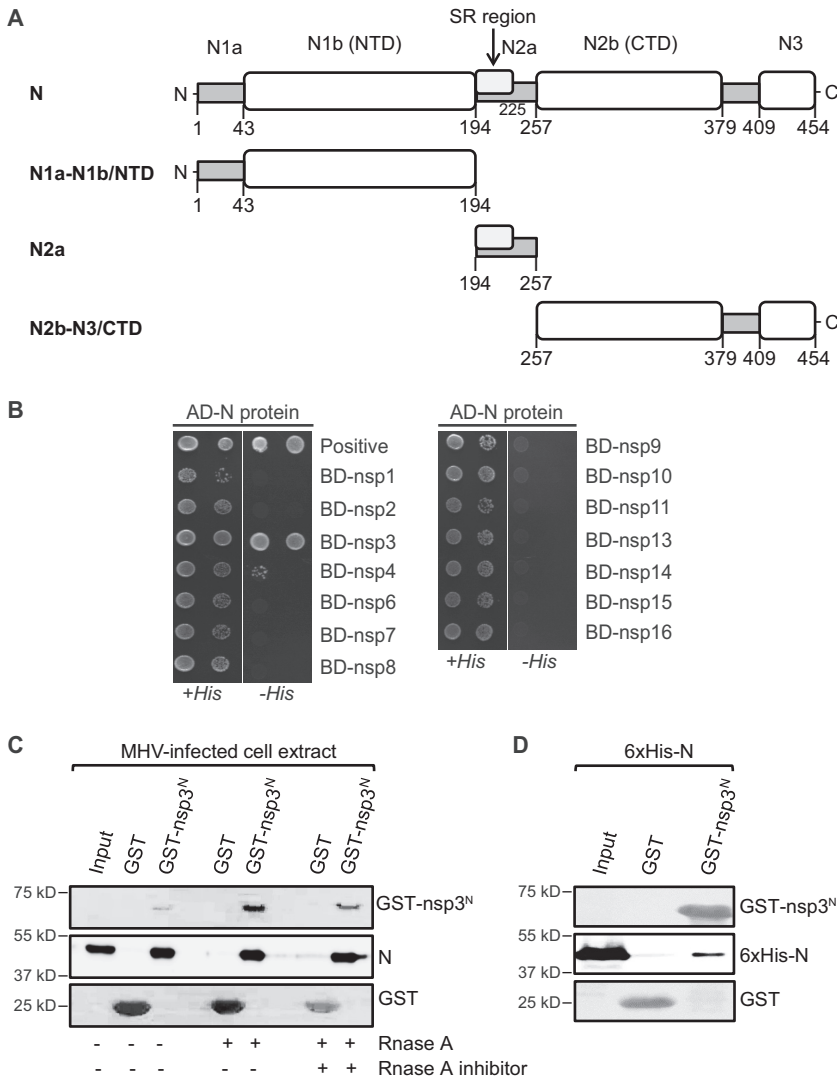 A
SR region
N1a N1b (NTD) N2a N2b (CTD) N3
N N C
225
1 43 194 257 379 409 454
N1a-N1b/NTD N
1 43 194
N2a
194 257
N2b-N3/CTD C
257 379 409 454
B
AD-N protein
Positive
BD-nsp1
BD-nsp2
BD-nsp3
BD-nsp4
BD-nsp6
BD-nsp7
BD-nsp8
+His -His
AD-N protein
BD-nsp9
BD-nsp10
BD-nsp11
BD-nsp13
BD-nsp14
BD-nsp15
BD-nsp16
+His -His
C
MHV-infected cell extract
Input GST GST-nsp3ᴺ GST GST-nsp3ᴺ GST GST-nsp3ᴺ
75 kD GST-nsp3ᴺ
55 kD N
37 kD
25 kD GST
- - - + + + + Rnase A
- - - - - + + Rnase A inhibitor
D
6xHis-N
Input GST GST-nsp3ᴺ
75 kD GST-nsp3ᴺ
55 kD 6xHis-N
37 kD
25 kD GST